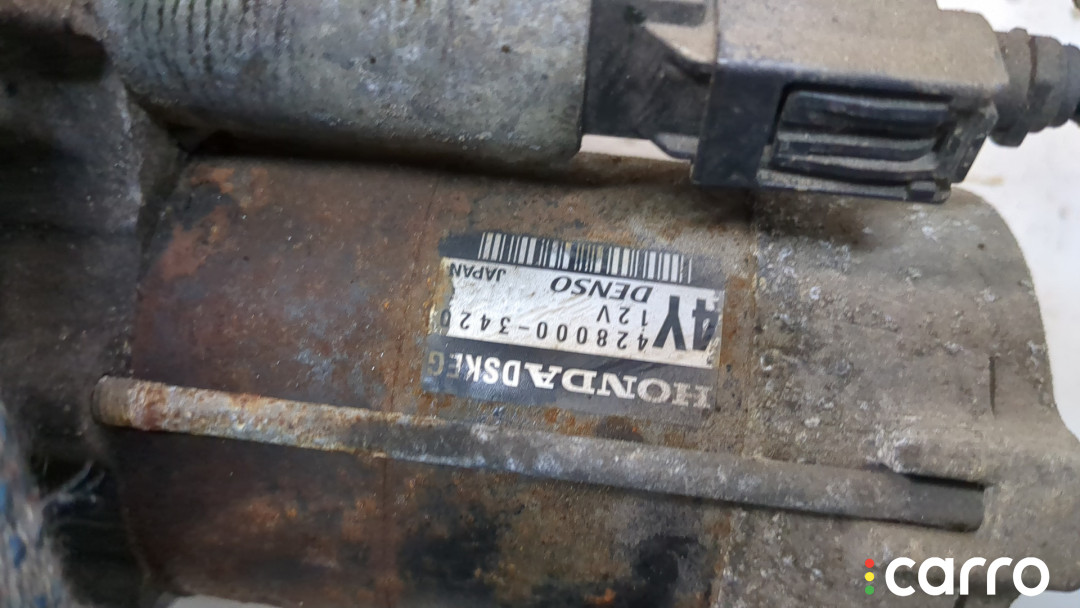 HONDA DSKEG
428000-3420
4Y 12V
DENSO
JAPAN
carro